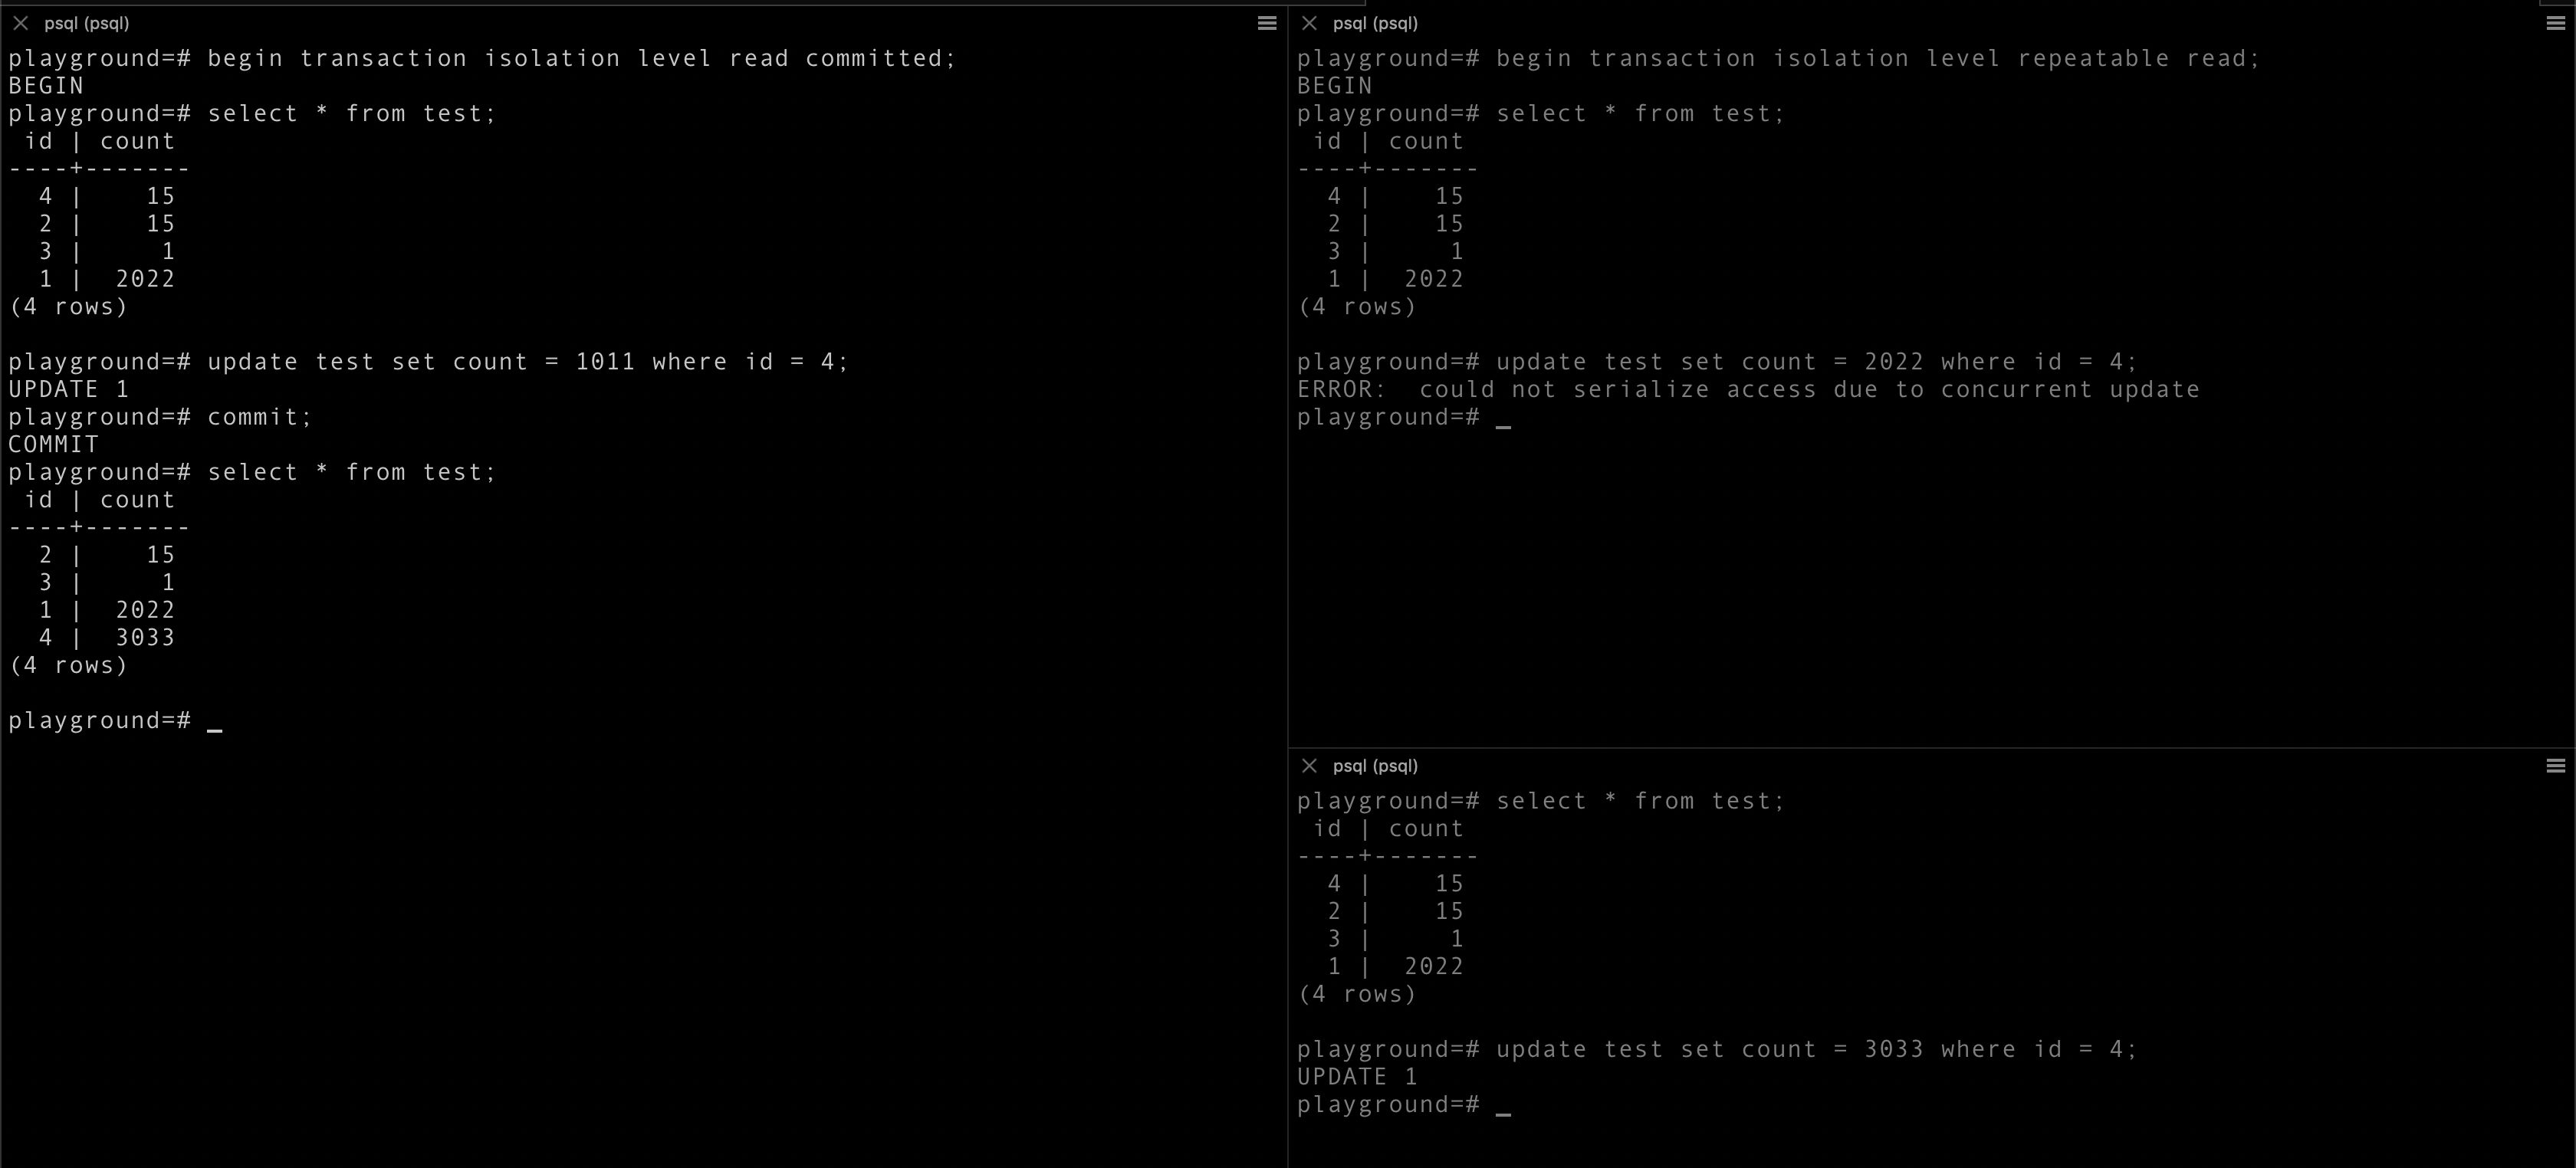 psql (psql)
playground=# begin transaction isolation level read committed;
BEGIN
playground=# select * from test;
 id | count
----+-------
  4 |    15
  2 |    15
  3 |     1
  1 |  2022
(4 rows)

playground=# update test set count = 1011 where id = 4;
UPDATE 1
playground=# commit;
COMMIT
playground=# select * from test;
 id | count
----+-------
  2 |    15
  3 |     1
  1 |  2022
  4 |  3033
(4 rows)

playground=# _
psql (psql)
playground=# begin transaction isolation level repeatable read;
BEGIN
playground=# select * from test;
 id | count
----+-------
  4 |    15
  2 |    15
  3 |     1
  1 |  2022
(4 rows)

playground=# update test set count = 2022 where id = 4;
ERROR:  could not serialize access due to concurrent update
playground=# _
psql (psql)
playground=# select * from test;
 id | count
----+-------
  4 |    15
  2 |    15
  3 |     1
  1 |  2022
(4 rows)

playground=# update test set count = 3033 where id = 4;
UPDATE 1
playground=# _